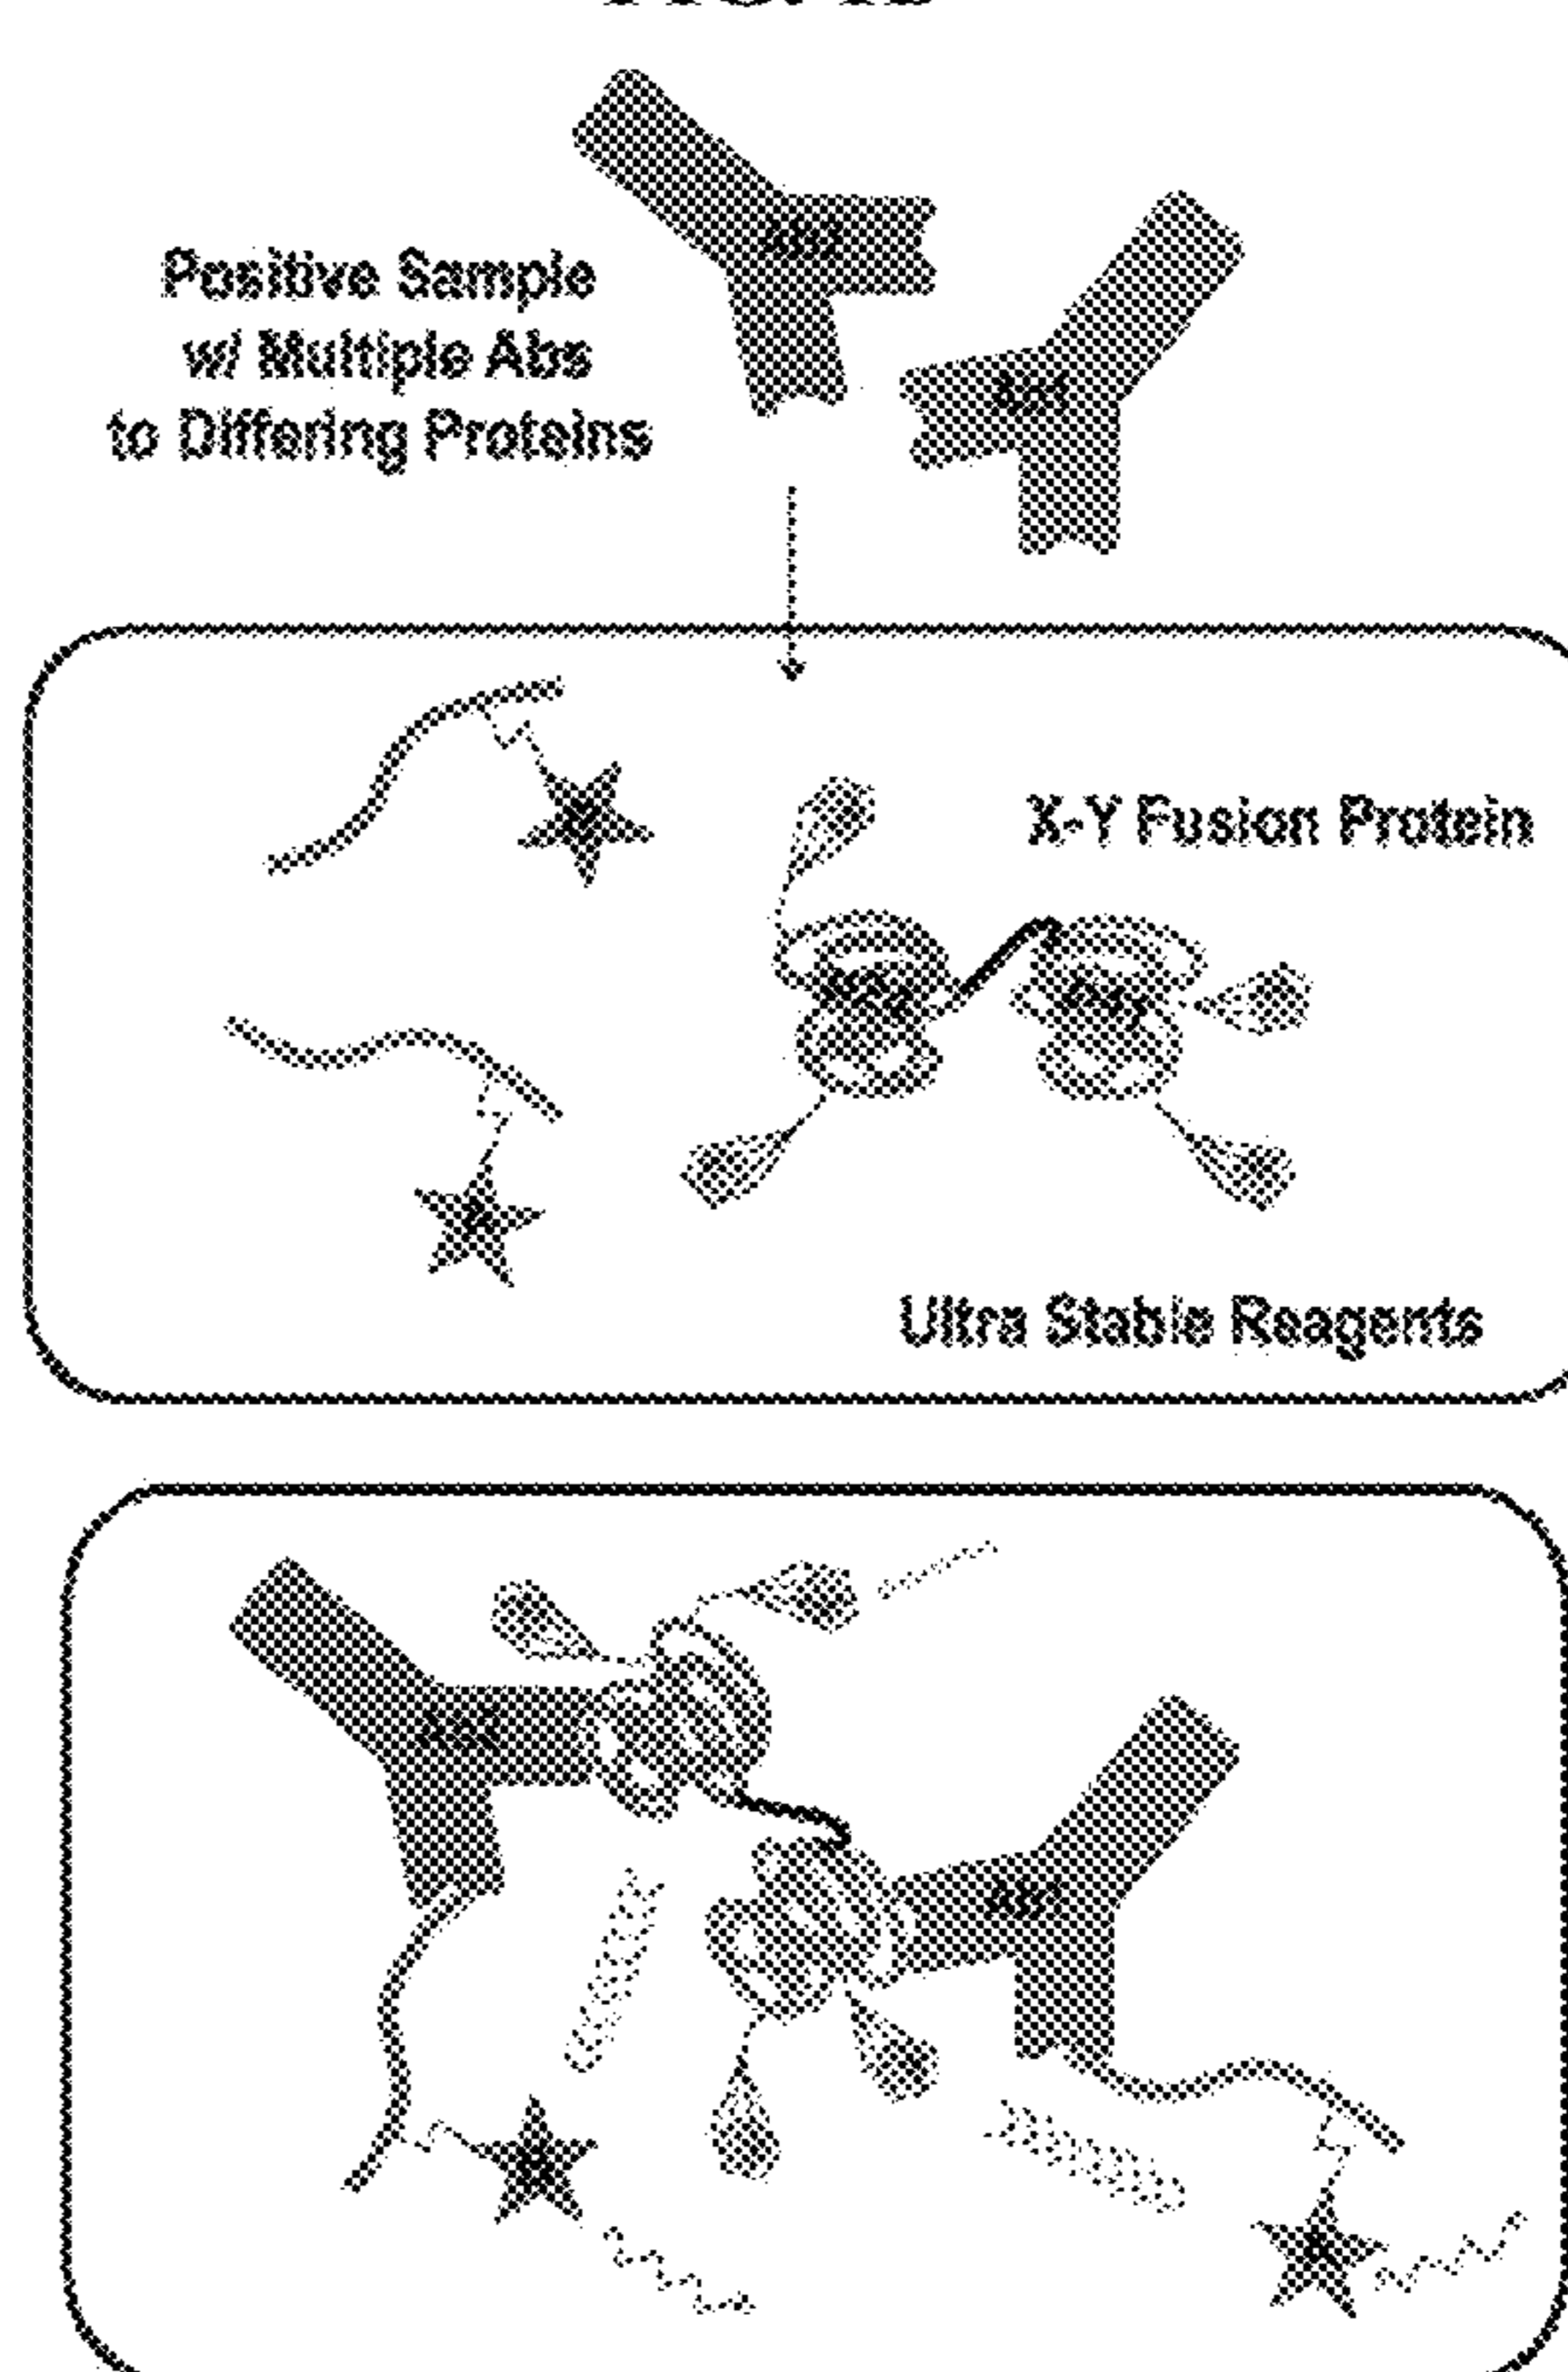 Positive Sample
w/ Multiple Abs
to Differing Proteins
X-Y Fusion Protein
Ultra Stable Reagents